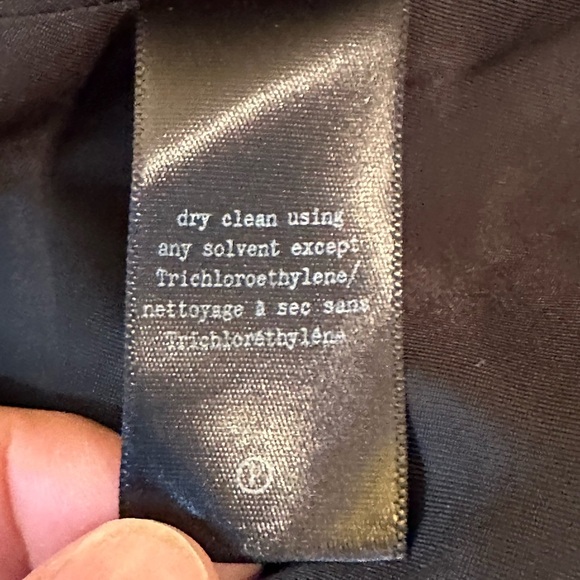 dry clean using
any solvent except
Trichloroethylene/
nettoyage à sec sans
Trichloréthylène
Ⓟ